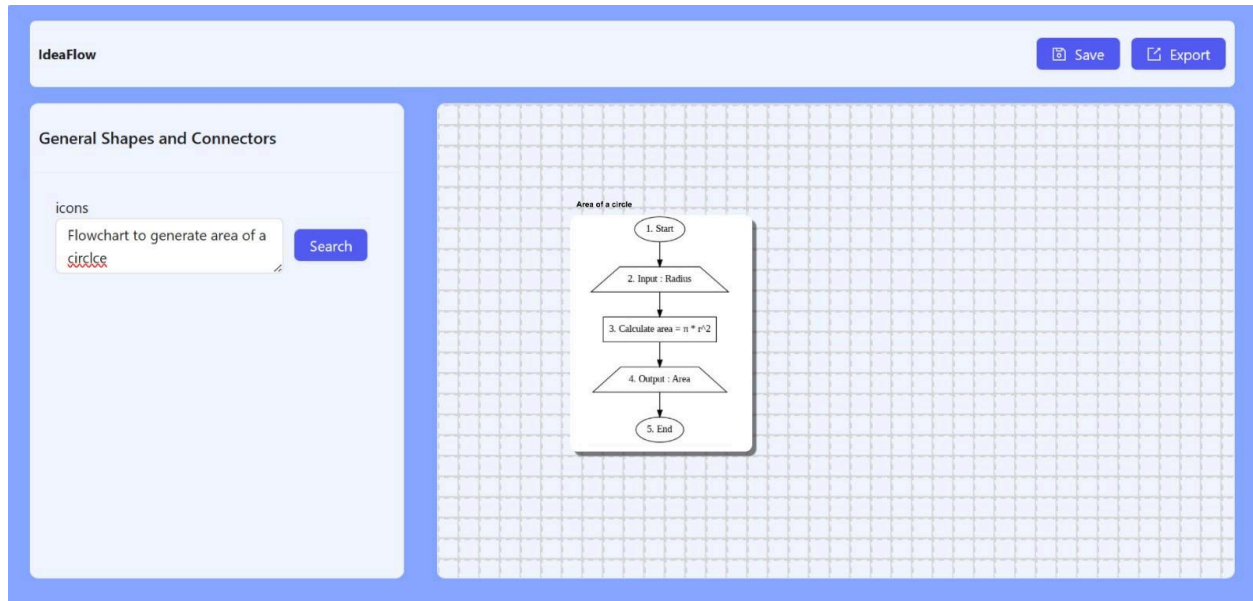 IdeaFlow
Save
Export
General Shapes and Connectors
icons
Flowchart to generate area of a
circlce
Search
Area of a circle
1. Start
2. Input : Radius
3. Calculate area = π * r^2
4. Output : Area
5. End